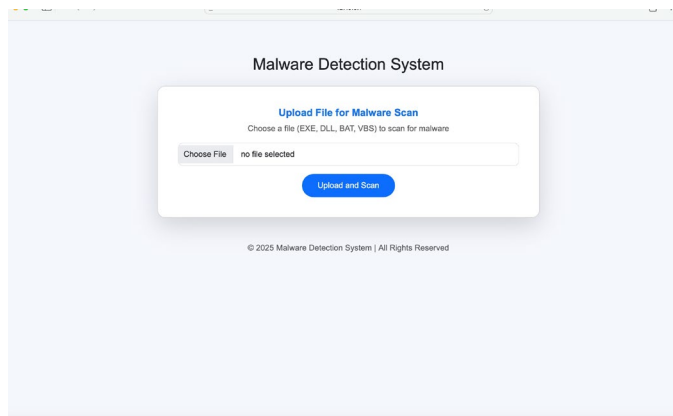 Malware Detection System
Upload File for Malware Scan
Choose a file (EXE, DLL, BAT, VBS) to scan for malware
Choose File no file selected
Upload and Scan
© 2025 Malware Detection System | All Rights Reserved